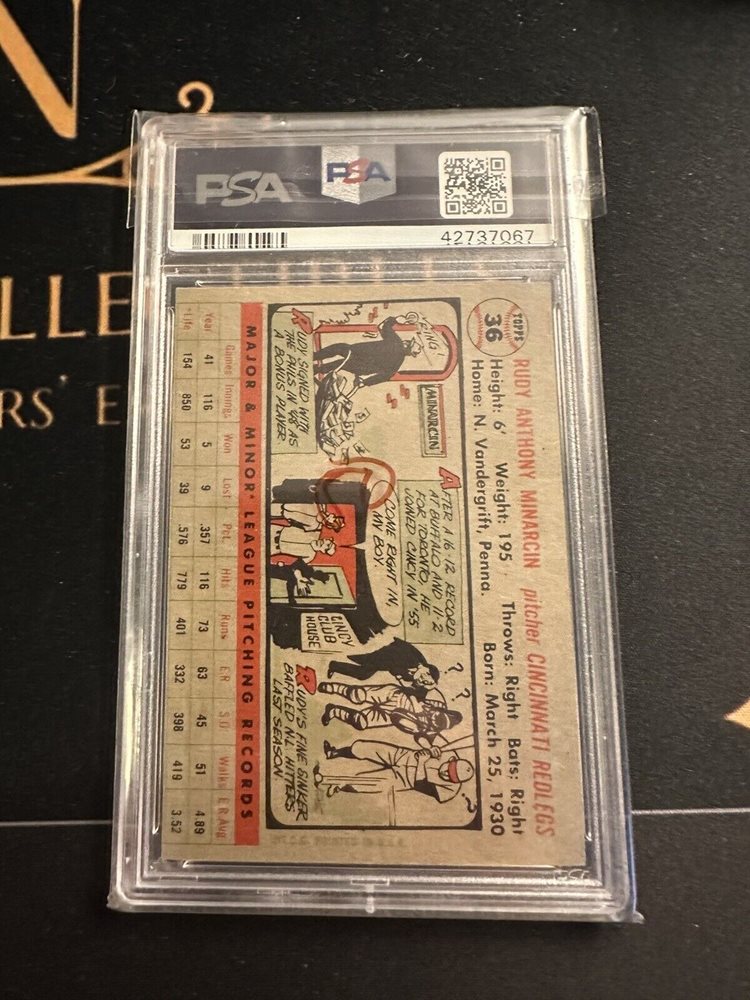 N
LLE
RS' E
PSA
PSA
42737067
TOPPS
36
RUDY ANTHONY MINARCIN pitcher CINCINNATI REDLEGS
Height: 6' Weight: 195 Throws: Right Bats: Right
Home: N. Vandergrift, Penna. Born: March 25, 1930
RING!
MINARCIN
RUDY SIGNED WITH
THE PHILS IN '48 AS
A BONUS PLAYER
AFTER A 16-12 RECORD
AT BUFFALO AND 11-2
FOR TORONTO, HE
JOINED CINCY IN '55
COME RIGHT IN,
MY BOY.
CINCY
CLUB
HOUSE
? ? ?
RUDY'S FINE SINKER
BAFFLED N.L. HITTERS
LAST SEASON
MAJOR & MINOR* LEAGUE PITCHING RECORDS
Games Innings Won Lost Pct. Hits Runs E.R. S.O. Walks E.R.Avg.
Year 41 116 5 9 .357 116 73 63 45 51 4.89
*Life 154 850 53 39 .576 779 401 332 398 419 3.52
PRINTED IN U.S.A.